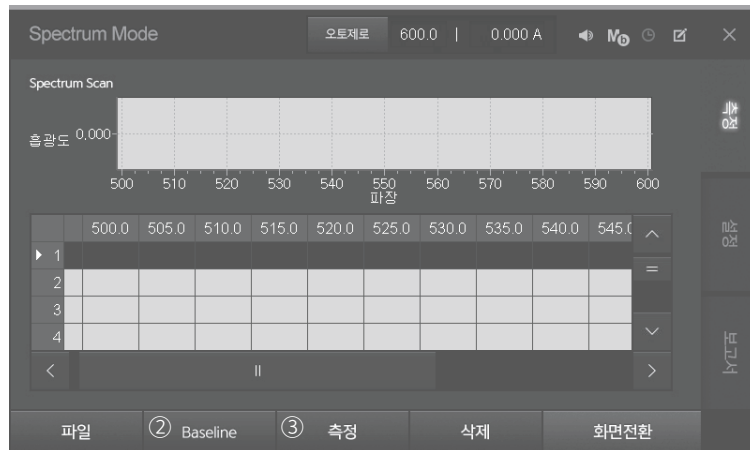 Spectrum Mode 오토제로 600.0 | 0.000 A M b
Spectrum Scan
흡광도 0.000
500 510 520 530 540 550 560 570 580 590 600
파장
500.0 505.0 510.0 515.0 520.0 525.0 530.0 535.0 540.0 545.0
1
2
3
4
측정
설정
보고서
파일 ② Baseline ③ 측정 삭제 화면전환